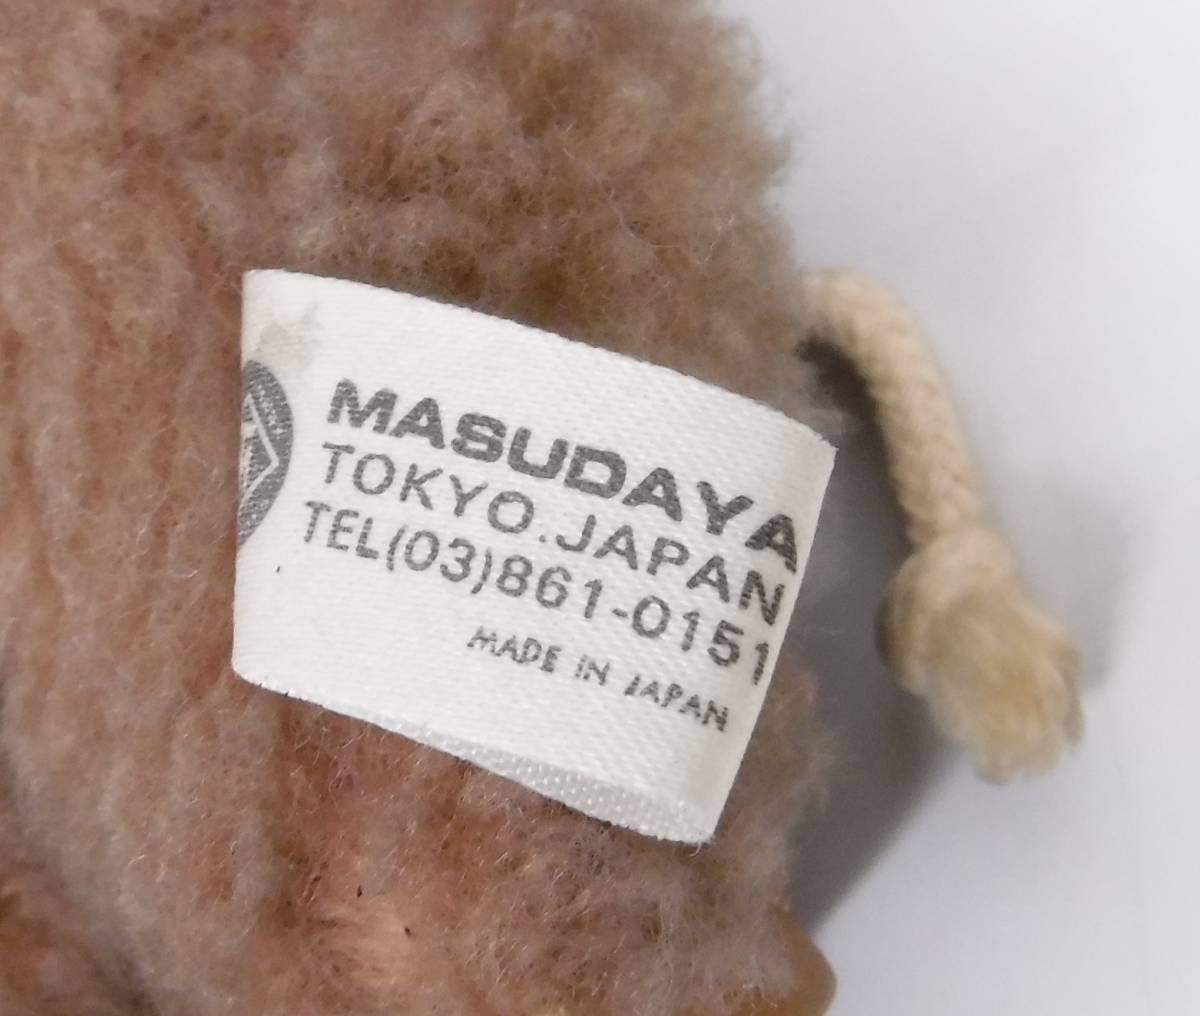 MASUDAYA
TOKYO.JAPAN
TEL(03)861-0151
MADE IN JAPAN